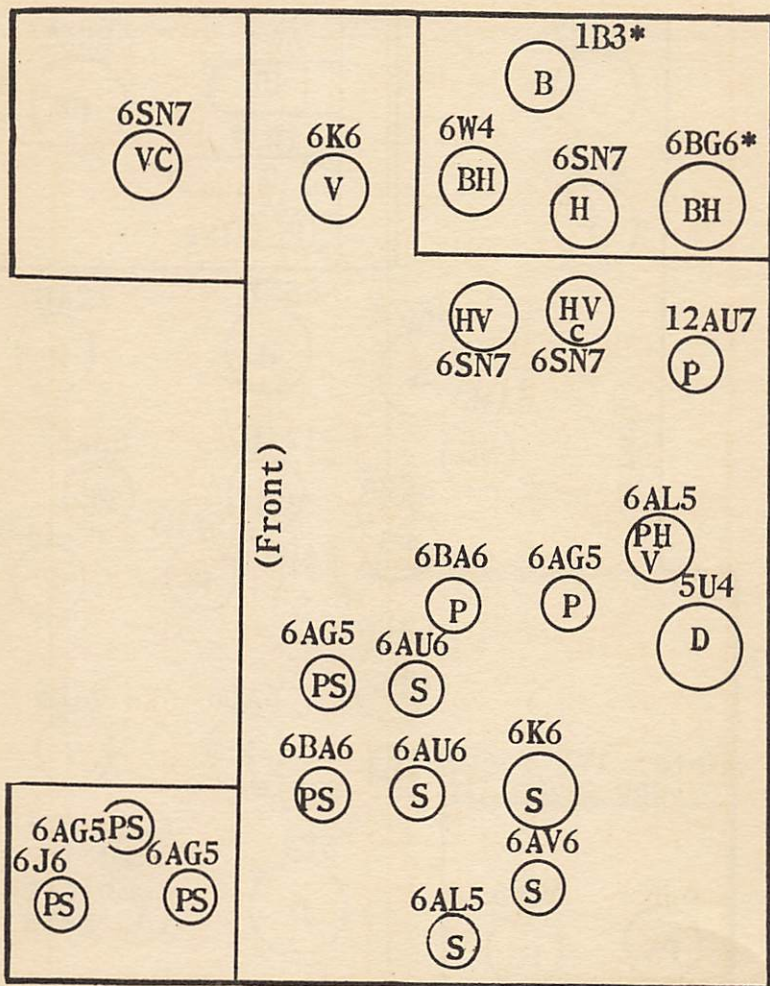 1B3*
B
6SN7
VC
6K6
V
6W4
BH
6SN7
H
6BG6*
BH
HV
6SN7
HV
C
6SN7
12AU7
P
(Front)
6AL5
PH
V
5U4
D
6BA6
P
6AG5
P
6AG5
PS
6AU6
S
6BA6
PS
6AU6
S
6K6
S
6AG5
PS
6J6
PS
6AG5
PS
6AV6
S
6AL5
S